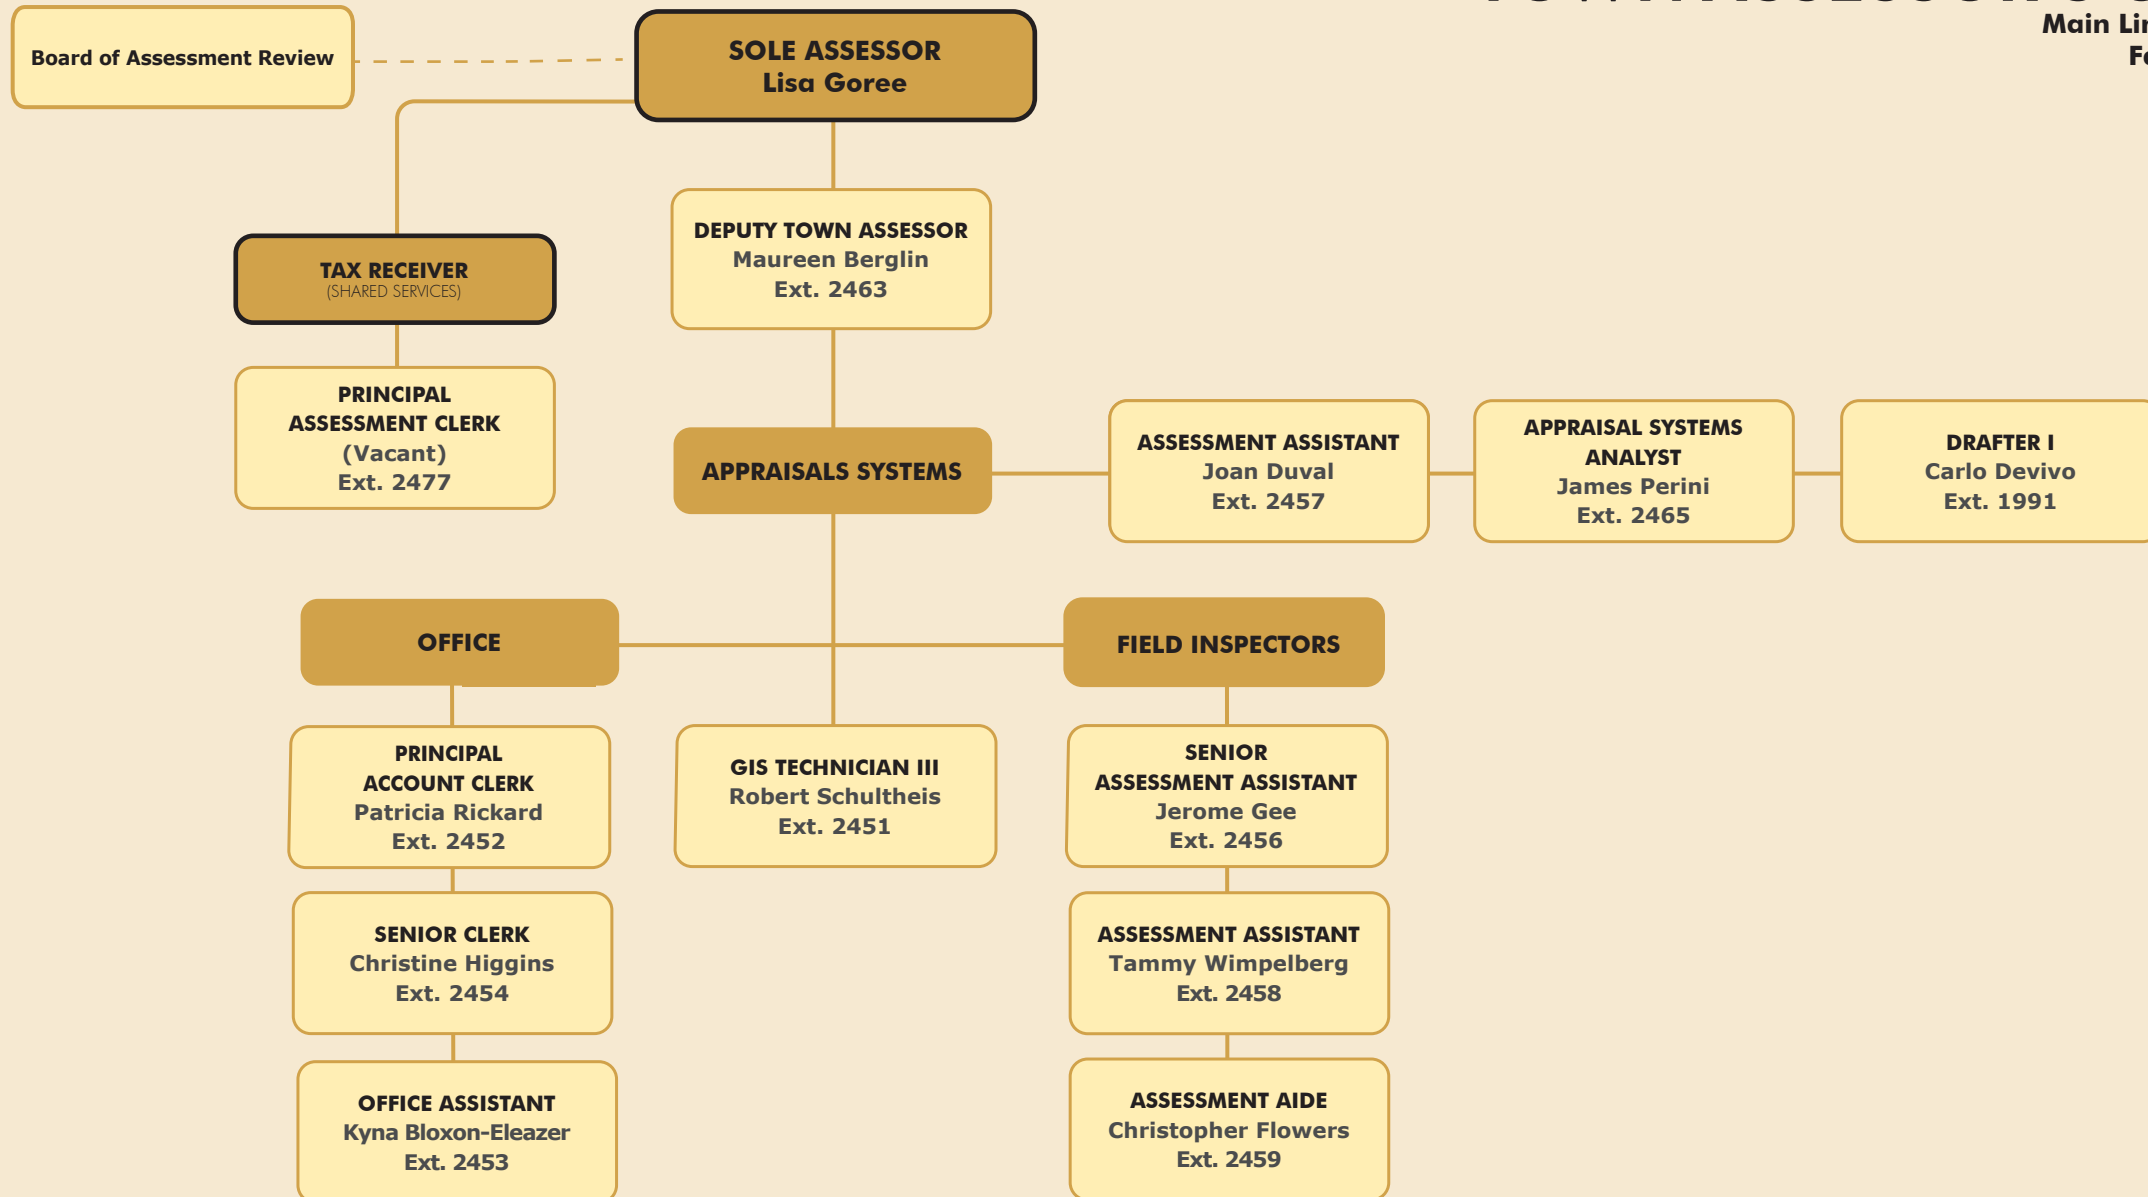 Main Lin
Board of Assessment Review
SOLE ASSESSOR
Lisa Goree
DEPUTY TOWN ASSESSOR
Maureen Berglin
Ext. 2463
TAX RECEIVER
(SHARED SERVICES)
PRINCIPAL
ASSESSMENT CLERK
(Vacant)
Ext. 2477
APPRAISALS SYSTEMS
ASSESSMENT ASSISTANT
Joan Duval
Ext. 2457
APPRAISAL SYSTEMS
ANALYST
James Perini
Ext. 2465
DRAFTER I
Carlo Devivo
Ext. 1991
OFFICE
FIELD INSPECTORS
PRINCIPAL
ACCOUNT CLERK
Patricia Rickard
Ext. 2452
GIS TECHNICIAN III
Robert Schultheis
Ext. 2451
SENIOR
ASSESSMENT ASSISTANT
Jerome Gee
Ext. 2456
SENIOR CLERK
Christine Higgins
Ext. 2454
ASSESSMENT ASSISTANT
Tammy Wimpelberg
Ext. 2458
OFFICE ASSISTANT
Kyna Bloxon-Eleazer
Ext. 2453
ASSESSMENT AIDE
Christopher Flowers
Ext. 2459